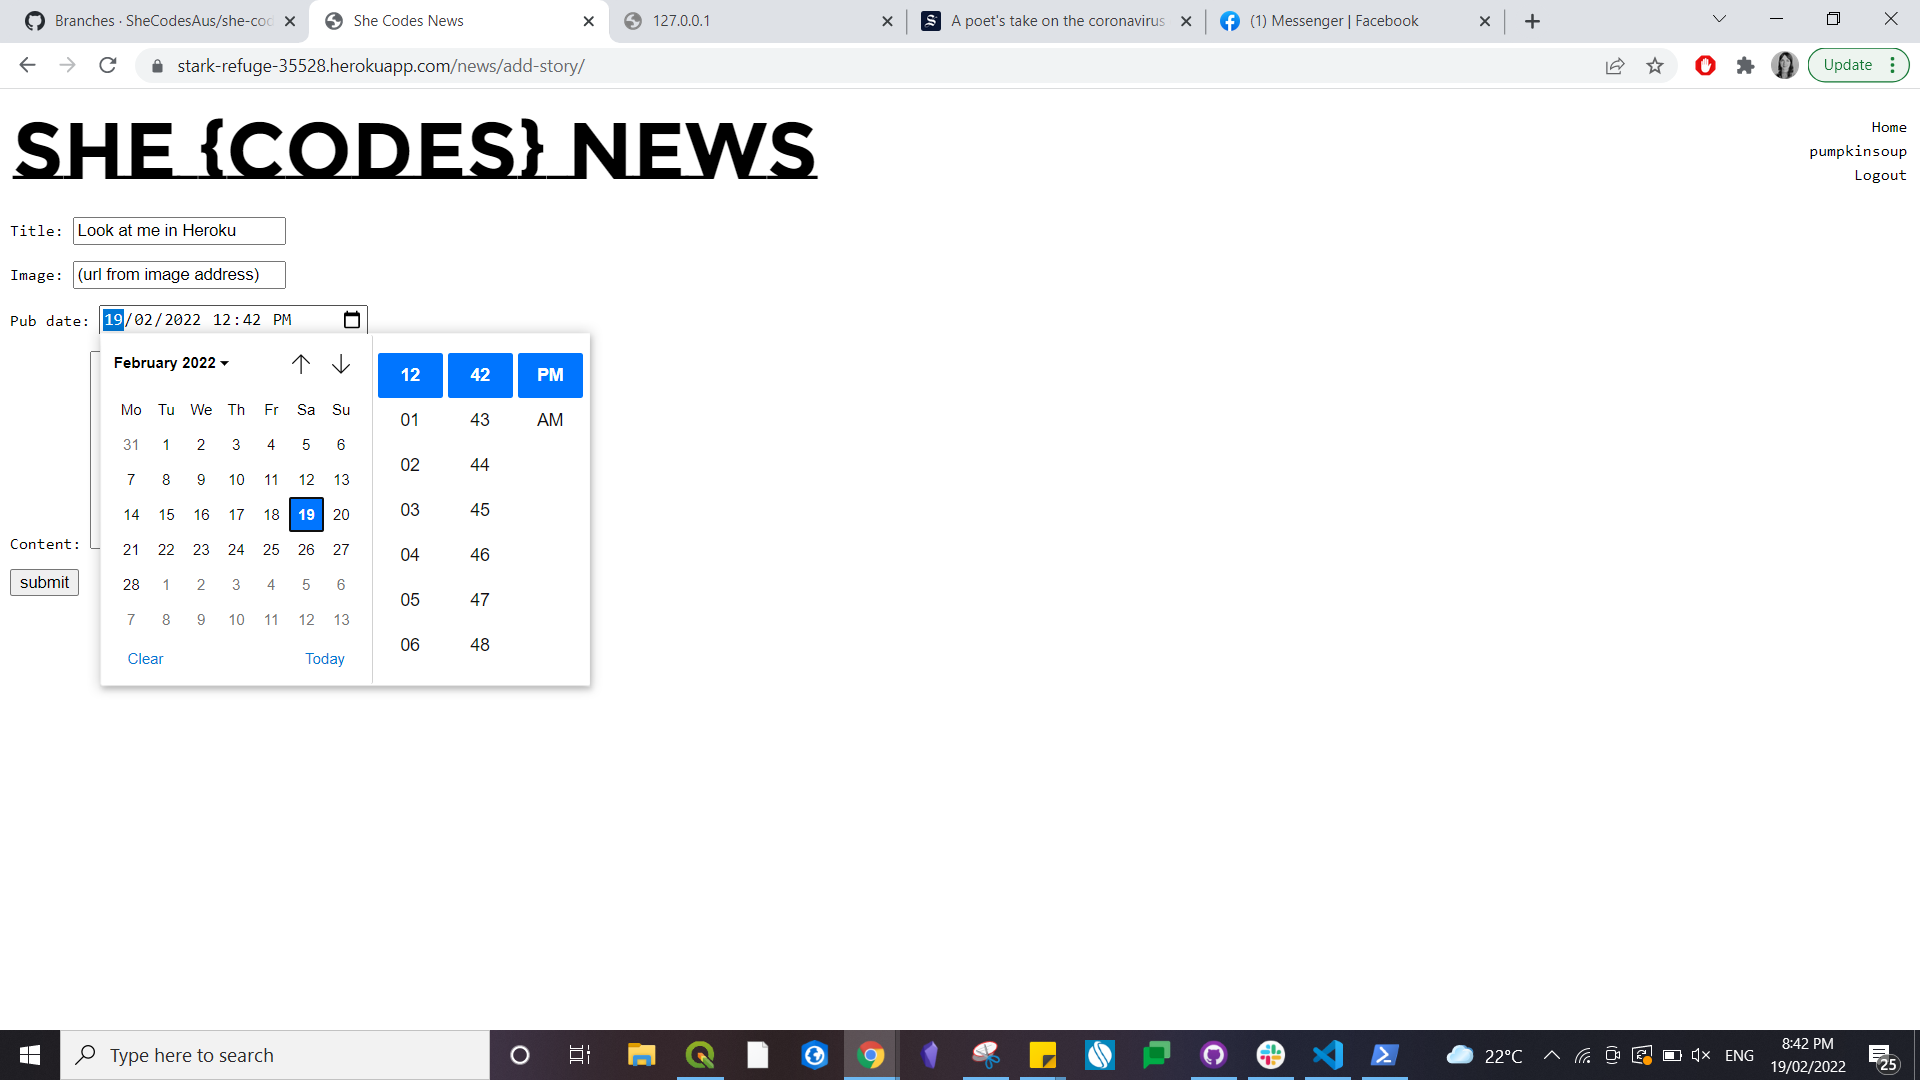 Branches · SheCodesAus/she-cod
She Codes News
127.0.0.1
A poet's take on the coronavirus
(1) Messenger | Facebook
stark-refuge-35528.herokuapp.com/news/add-story/
Update
SHE {CODES} NEWS
Home
pumpkinsoup
Logout
Title: Look at me in Heroku
Image: (url from image address)
Pub date: 19/02/2022 12:42 PM
February 2022
Mo Tu We Th Fr Sa Su
31 1 2 3 4 5 6
7 8 9 10 11 12 13
14 15 16 17 18 19 20
21 22 23 24 25 26 27
28 1 2 3 4 5 6
7 8 9 10 11 12 13
Clear Today
12 42 PM
01 43 AM
02 44
03 45
04 46
05 47
06 48
Content:
submit
Type here to search
22°C
ENG
8:42 PM
19/02/2022
25